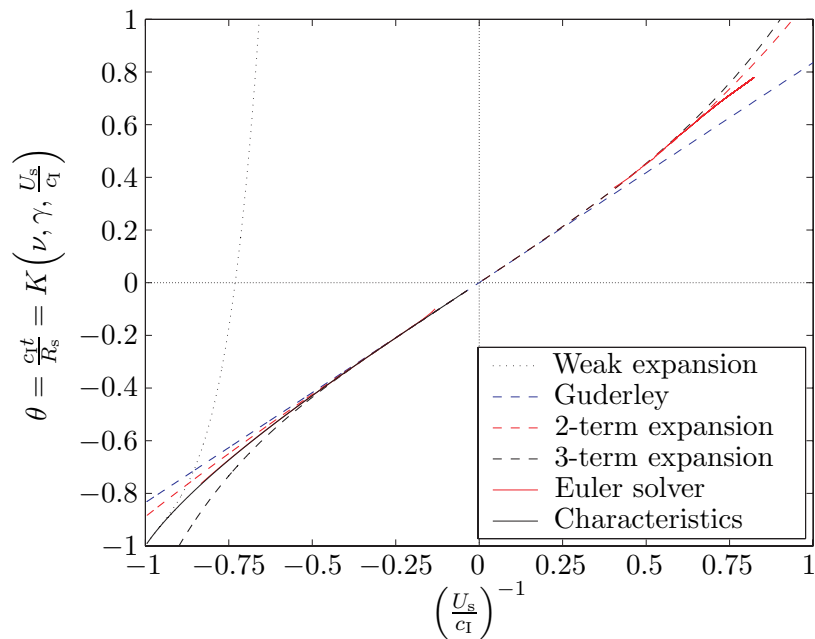 1
0.8
0.6
0.4
0.2
0
−0.2
−0.4
−0.6
−0.8
−1
θ = c_I t / R_s = K(ν, γ, U_s / c_I)
Weak expansion
Guderley
2-term expansion
3-term expansion
Euler solver
Characteristics
−1 −0.75 −0.5 −0.25 0 0.25 0.50 0.75 1
(U_s / c_I)^−1